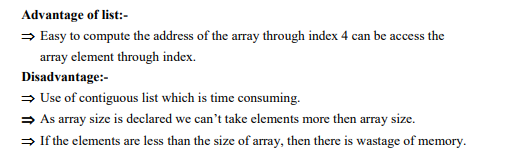 Advantage of list:-
⇒ Easy to compute the address of the array through index 4 can be access the
array element through index.
Disadvantage:-
⇒ Use of contiguous list which is time consuming.
⇒ As array size is declared we can't take elements more then array size.
⇒ If the elements are less than the size of array, then there is wastage of memory.